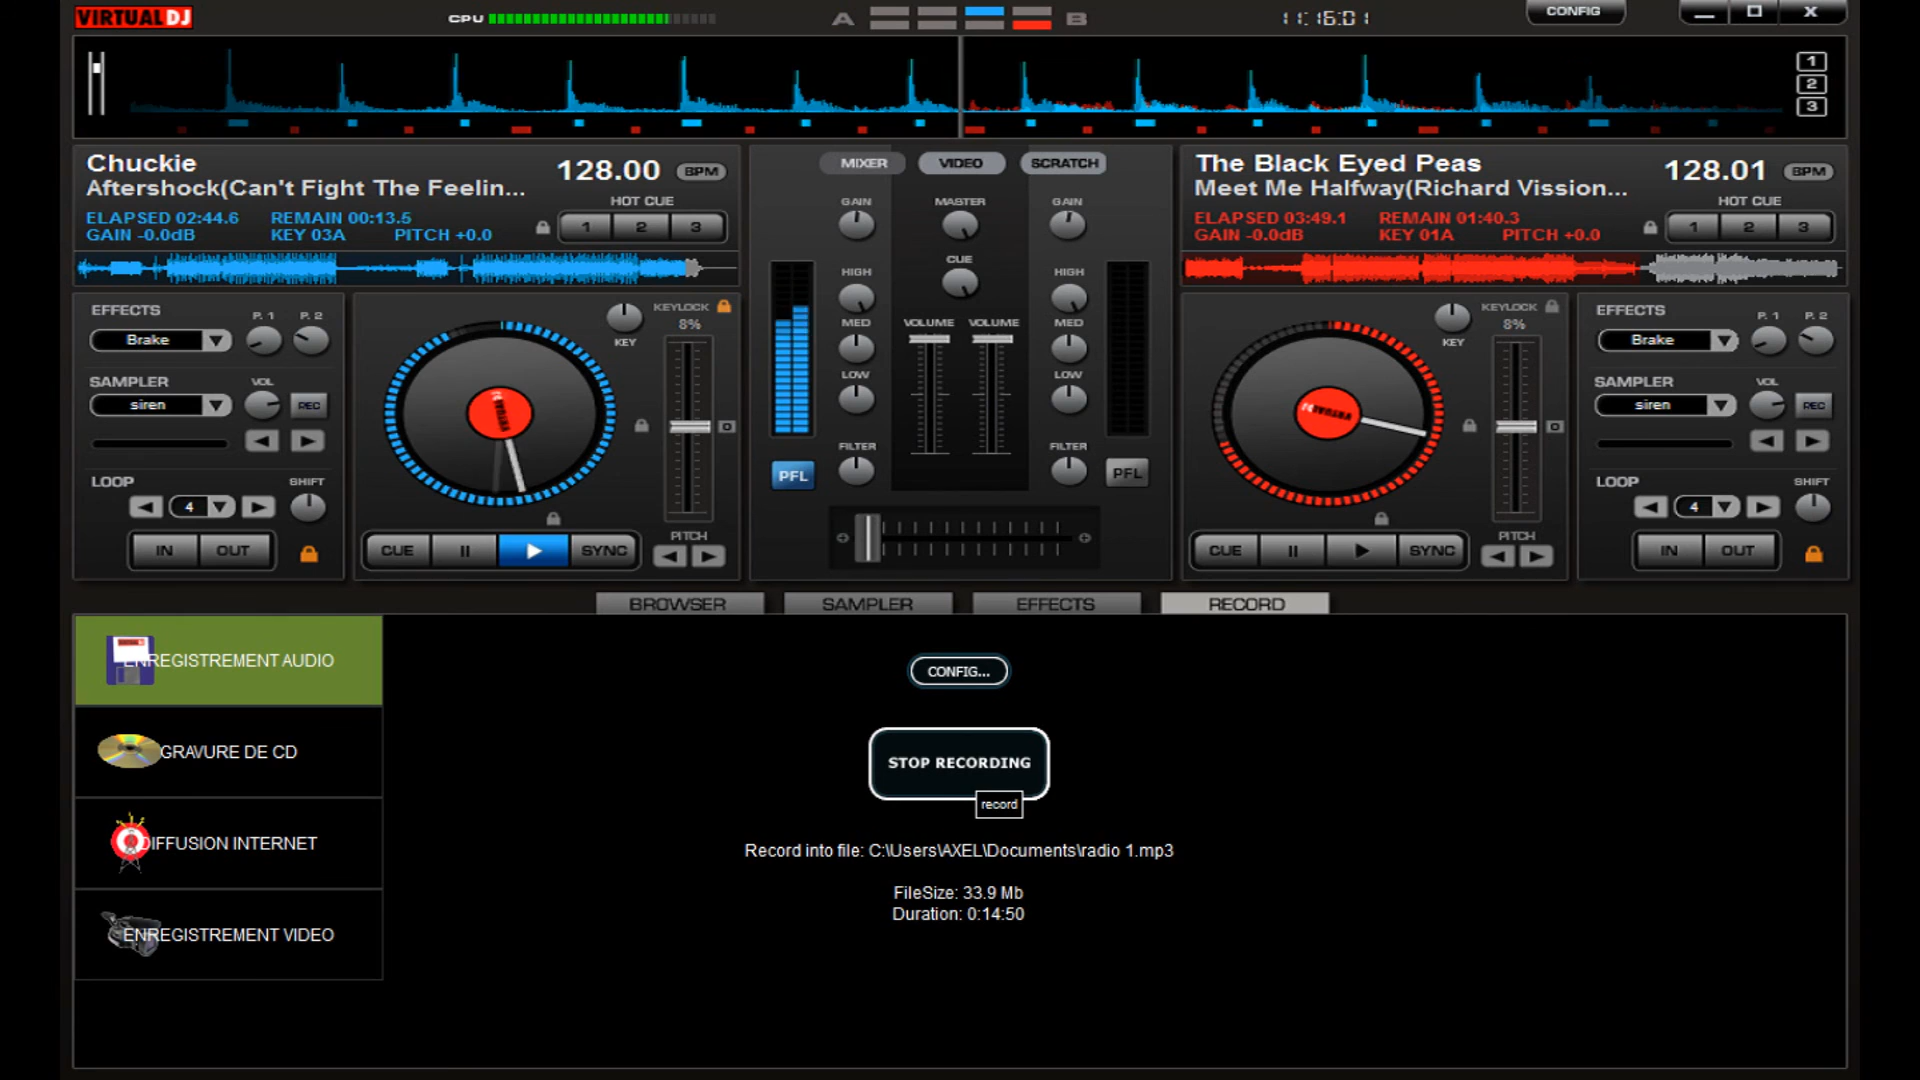 VIRTUAL DJ
CPU
A
B
11:16:01
CONFIG
X
1
2
3
Chuckie
Aftershock(Can't Fight The Feelin...
128.00 BPM
HOT CUE
ELAPSED 02:44.6 REMAIN 00:13.5
GAIN -0.0dB KEY 03A PITCH +0.0
1 2 3
MIXER VIDEO SCRATCH
The Black Eyed Peas
Meet Me Halfway(Richard Vission...
128.01 BPM
HOT CUE
ELAPSED 03:49.1 REMAIN 01:40.3
GAIN -0.0dB KEY 01A PITCH +0.0
1 2 3
EFFECTS P. 1 P. 2
Brake
SAMPLER VOL
siren REC
LOOP SHIFT
4
IN OUT
KEY
KEYLOCK
8%
CUE SYNC
PITCH
GAIN MASTER GAIN
HIGH CUE HIGH
MED VOLUME VOLUME MED
LOW LOW
FILTER FILTER
PFL PFL
KEY
KEYLOCK
8%
CUE SYNC
PITCH
EFFECTS P. 1 P. 2
Brake
SAMPLER VOL
siren REC
LOOP SHIFT
4
IN OUT
BROWSER SAMPLER EFFECTS RECORD
ENREGISTREMENT AUDIO
GRAVURE DE CD
DIFFUSION INTERNET
ENREGISTREMENT VIDEO
CONFIG...
STOP RECORDING
record
Record into file: C:\Users\AXEL\Documents\radio 1.mp3
FileSize: 33.9 Mb
Duration: 0:14:50